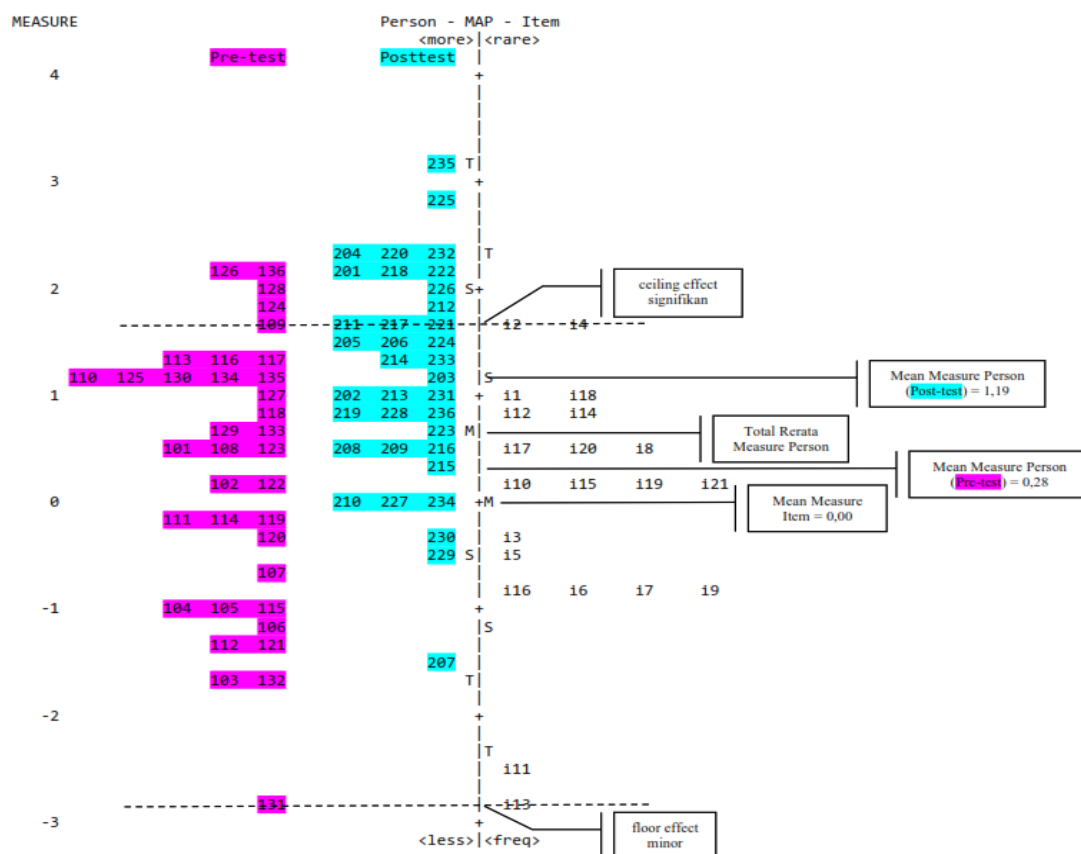 MEASURE Person - MAP - Item
<more>|<rare>
Pre-test Posttest |
4 +
|
|
|
|
235 T|
3 +
225 |
|
|
204 220 232 |T
126 136 201 218 222 |
2 128 226 S+
124 212 |
109 211 217 221 | i2 i4
205 206 224 |
113 116 117 214 233 |
110 125 130 134 135 203 |S
1 127 202 213 231 + i1 i18
118 219 228 236 | i12 i14
129 133 223 M|
101 108 123 208 209 216 | i17 i20 i8
215 |
102 122 | i10 i15 i19 i21
0 210 227 234 +M
111 114 119 |
120 230 | i3
229 S| i5
107 |
| i16 i6 i7 i9
-1 104 105 115 +
106 |S
112 121 |
207 |
103 132 T|
|
-2 +
|
|T
| i11
|
131 | i13
-3 +
<less>|<freq>
ceiling effect
signifikan
Mean Measure Person
(Post-test) = 1,19
Total Rerata
Measure Person
Mean Measure Person
(Pre-test) = 0,28
Mean Measure
Item = 0,00
floor effect
minor